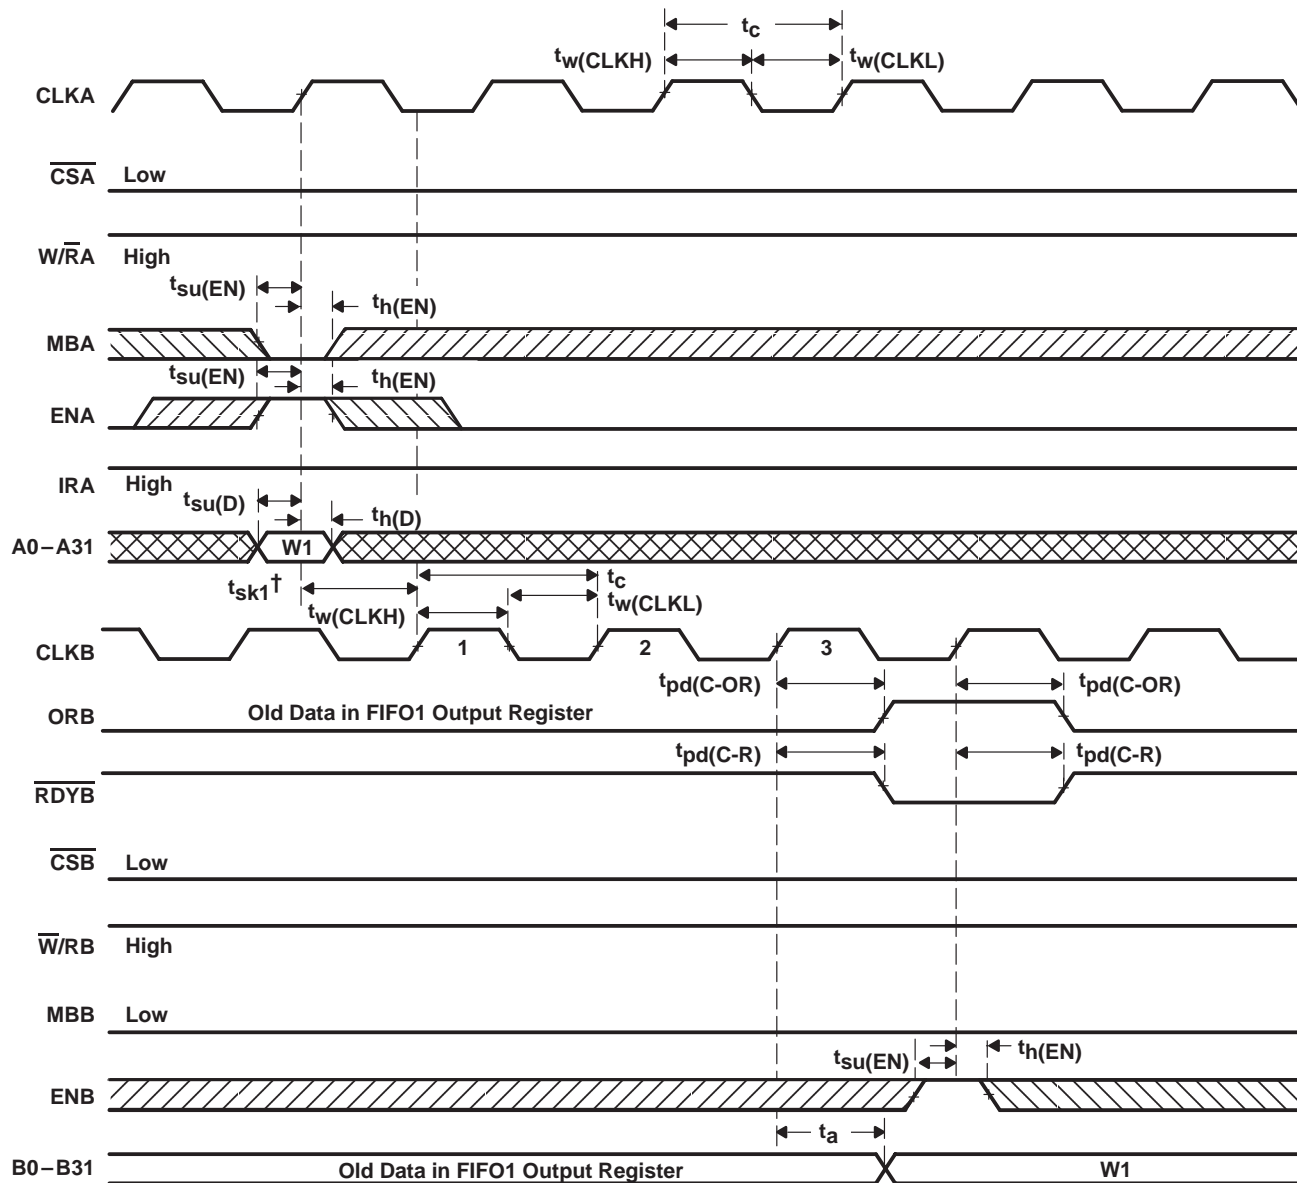 tc
tw(CLKH) tw(CLKL)
CLKA
CSA Low
W/RA High
tsu(EN) th(EN)
MBA
tsu(EN) th(EN)
ENA
IRA High
tsu(D) th(D)
A0–A31 W1
tsk1† tc
tw(CLKH) tw(CLKL)
CLKB 1 2 3
tpd(C-OR) tpd(C-OR)
ORB Old Data in FIFO1 Output Register
tpd(C-R) tpd(C-R)
RDYB
CSB Low
W/RB High
MBB Low
tsu(EN) th(EN)
ENB
ta
B0–B31 Old Data in FIFO1 Output Register W1